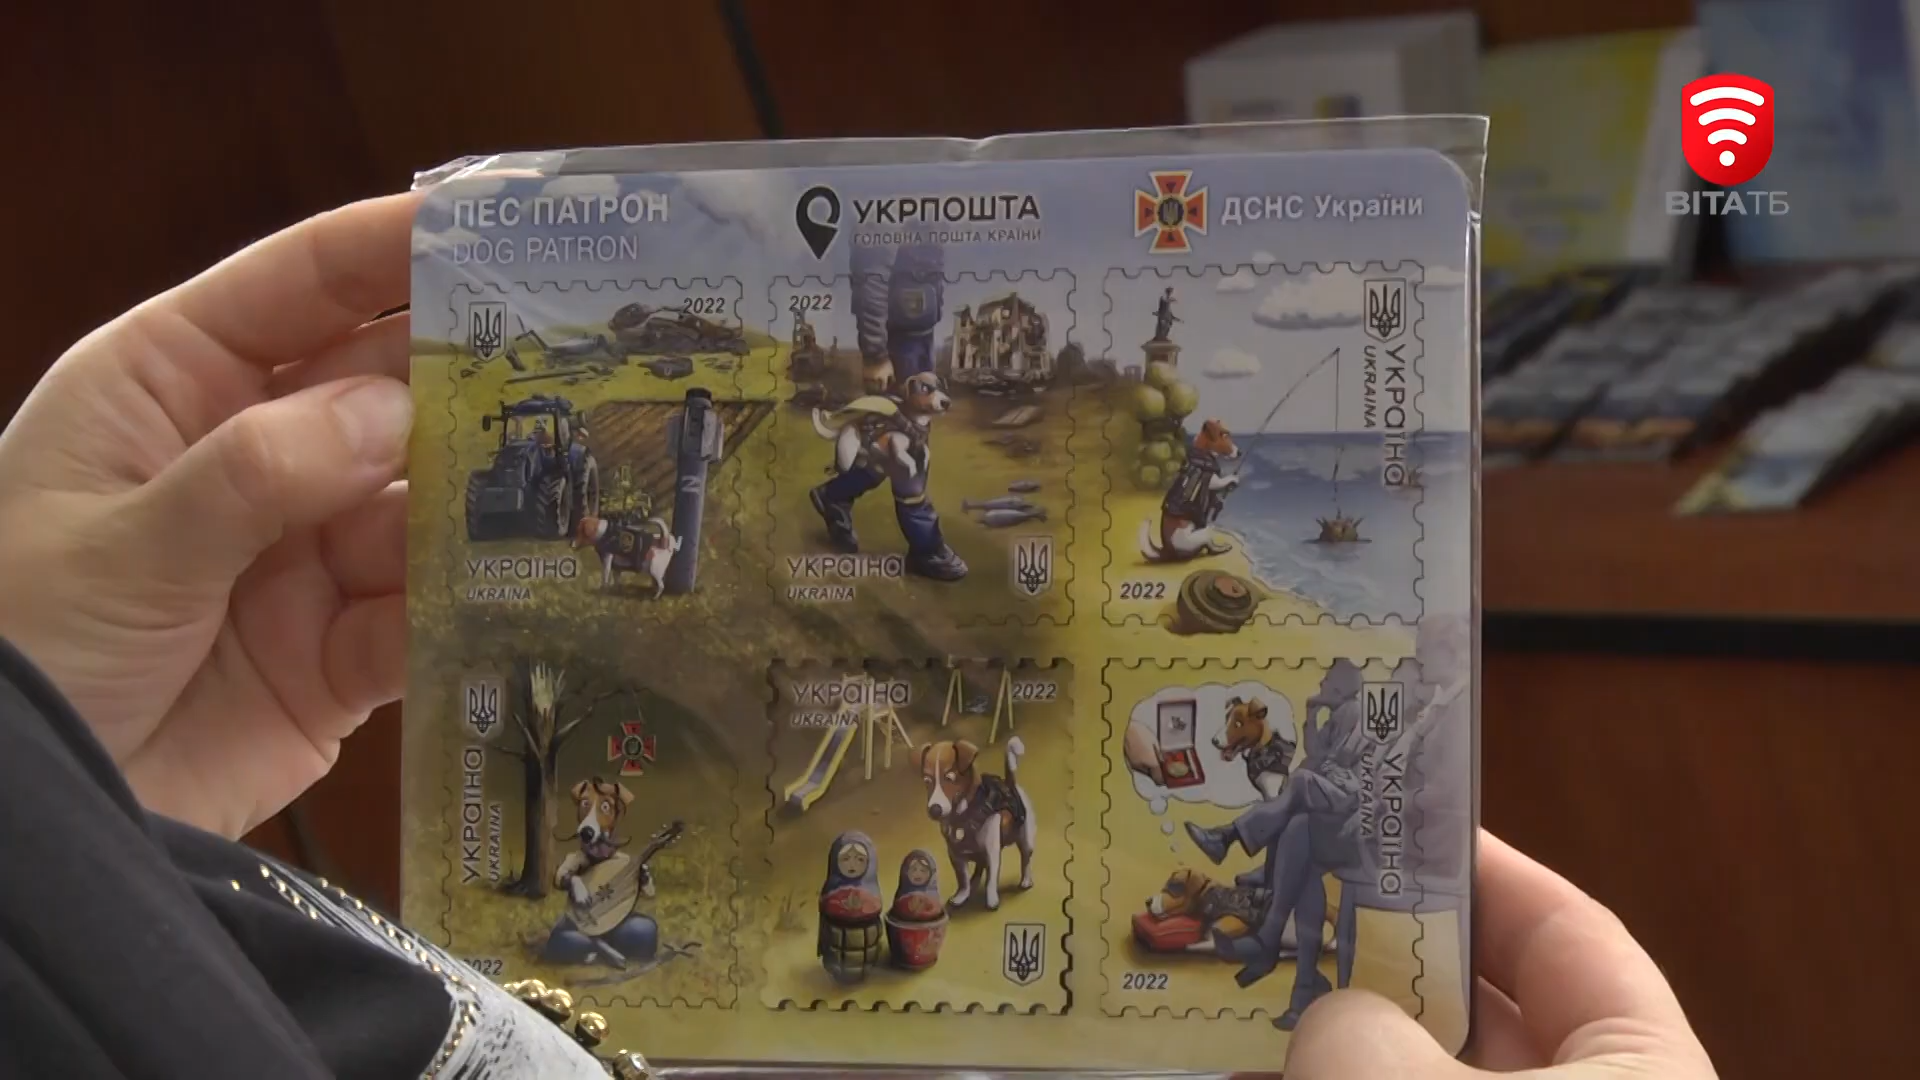 ВІТАТБ
ПЕС ПАТРОН
DOG PATRON
УКРПОШТА
ГОЛОВНА ПОШТА КРАЇНИ
ДСНС України
2022
Z
УКРАЇНА
UKRAINA
2022
УКРАЇНА
UKRAINA
УКРАЇНА
UKRAINA
2022
УКРАЇНА
UKRAINA
2022
УКРАЇНА
UKRAINA
2022
УКРАЇНА
UKRAINA
2022